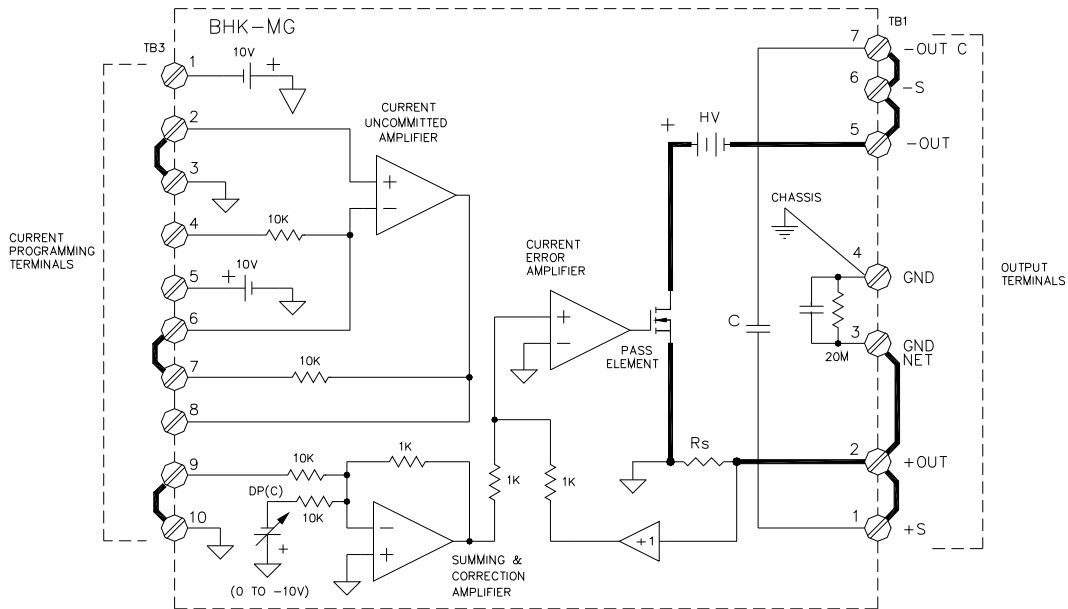 BHK-MG
TB3
TB1
1
10V
+
2
3
4
10K
5
+
10V
6
7
10K
8
9
10K
10
CURRENT
PROGRAMMING
TERMINALS
CURRENT
UNCOMMITTED
AMPLIFIER
+
−
DP(C)
10K
+
(0 TO -10V)
1K
−
+
SUMMING &
CORRECTION
AMPLIFIER
1K
1K
+1
CURRENT
ERROR
AMPLIFIER
+
−
PASS
ELEMENT
+
HV
Rs
C
CHASSIS
20M
7
-OUT C
6
-S
5
-OUT
4
GND
3
GND
NET
2
+OUT
1
+S
OUTPUT
TERMINALS